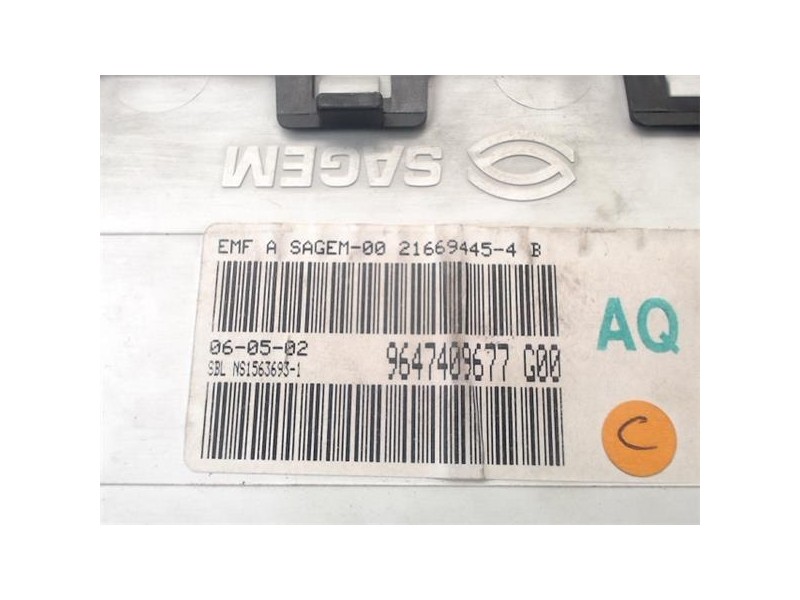 SAGEM
EMF A SAGEM-00 21669445-4 B
06-05-02
9647409677 G00
SBL NS1563693-1
AQ
C